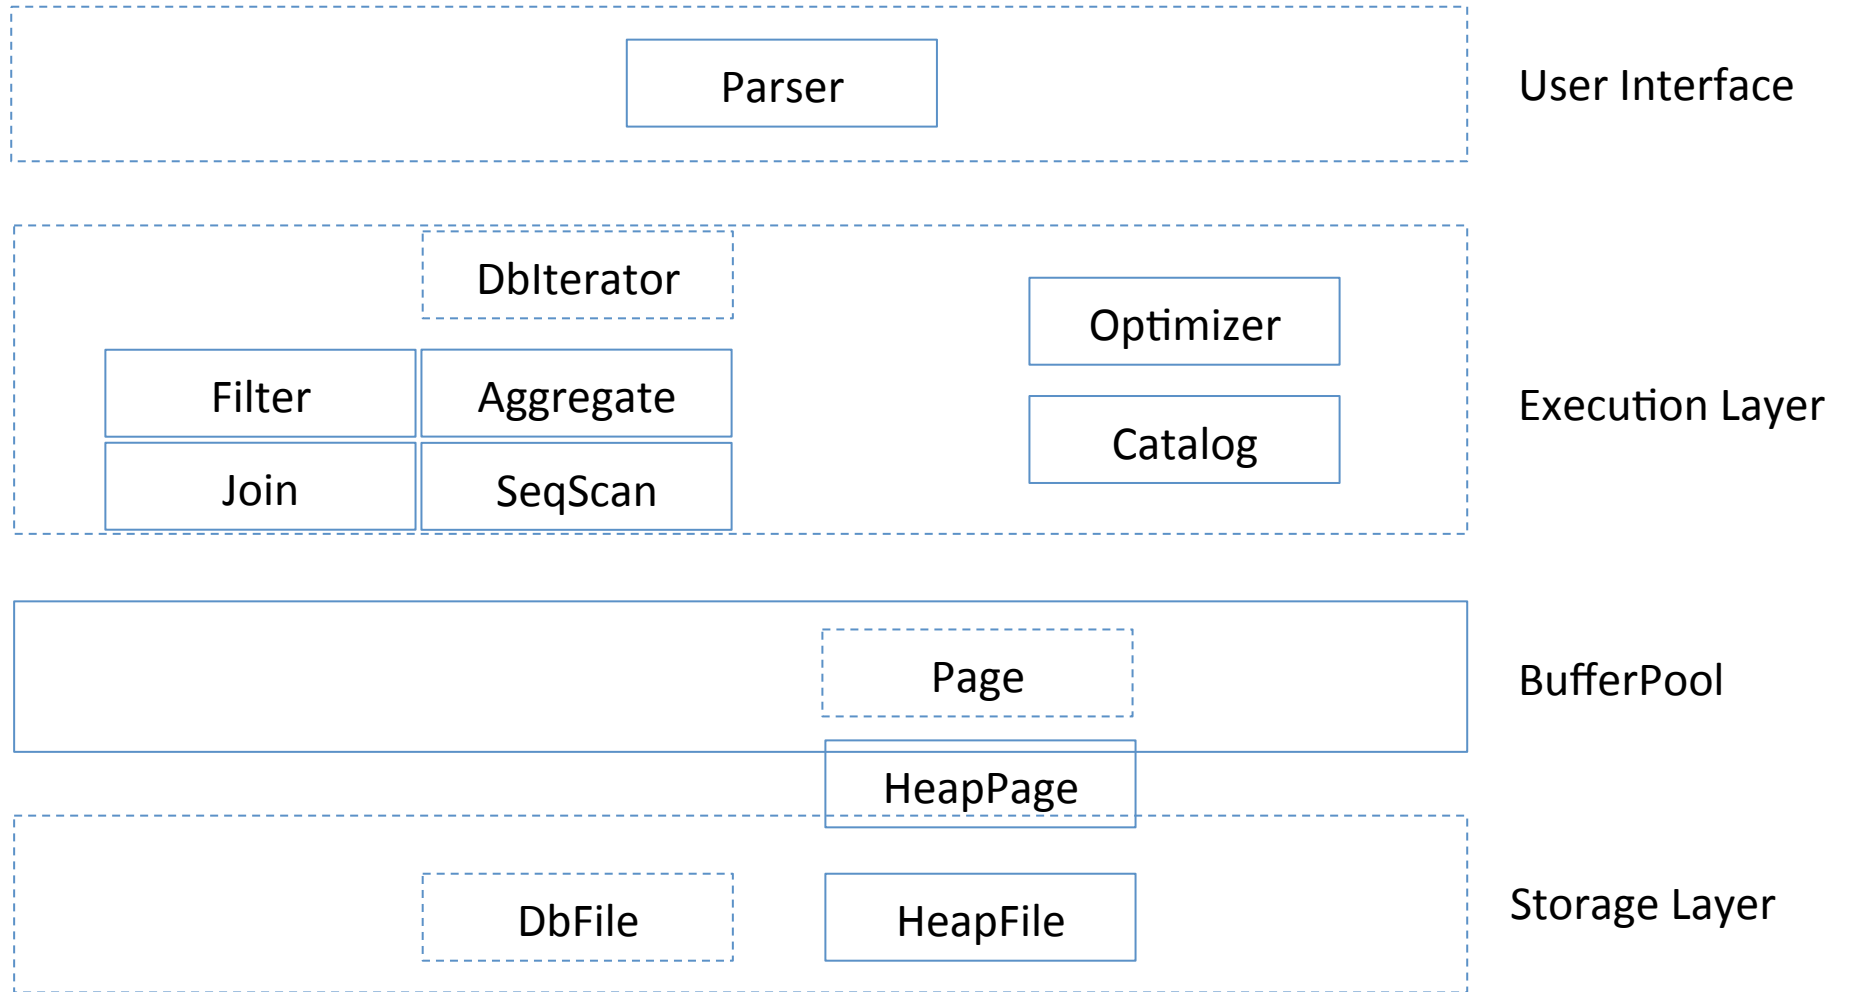 Parser
User Interface
DbIterator
Optimizer
Filter
Aggregate
Execution Layer
Catalog
Join
SeqScan
Page
BufferPool
HeapPage
DbFile
HeapFile
Storage Layer